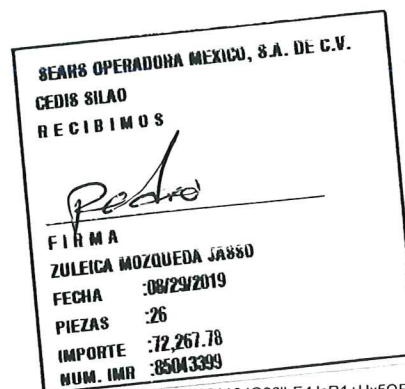 SEARS OPERADORA MEXICO, S.A. DE C.V.
CEDIS SILAO
RECIBIMOS
Pedro
FIRMA
ZULEICA MOZQUEDA JASSO
FECHA :08/29/2019
PIEZAS :26
IMPORTE :72,267.78
NUM. IMR :85043399